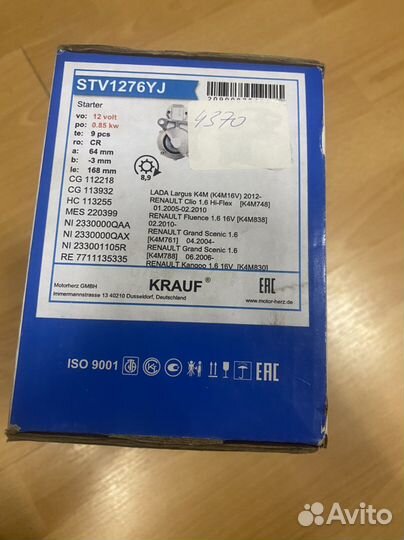 STV1276YJ
Starter
vo: 12 volt
po: 0.85 kw
te: 9 pcs
ro: CR
a: 64 mm
b: -3 mm
le: 168 mm
8,9
4370
CG 112218
CG 113932
HC 113255
MES 220399
NI 2330000QAA
NI 2330000QAX
NI 233001105R
RE 7711135335
LADA Largus K4M (K4M16V) 2012-
RENAULT Clio 1.6 Hi-Flex [K4M748]
01.2005-02.2010
RENAULT Fluence 1.6 16V [K4M838]
02.2010-
RENAULT Grand Scenic 1.6
[K4M761] 04.2004-
RENAULT Grand Scenic 1.6
[K4M788] 06.2006-
RENAULT Kangoo 1.6 16V [K4M830]
Motorherz GMBH
Immermannstrasse 13 40210 Dusseldorf, Deutschland
KRAUF®
EAC
www.motor-herz.de
ISO 9001
EAC
Avito